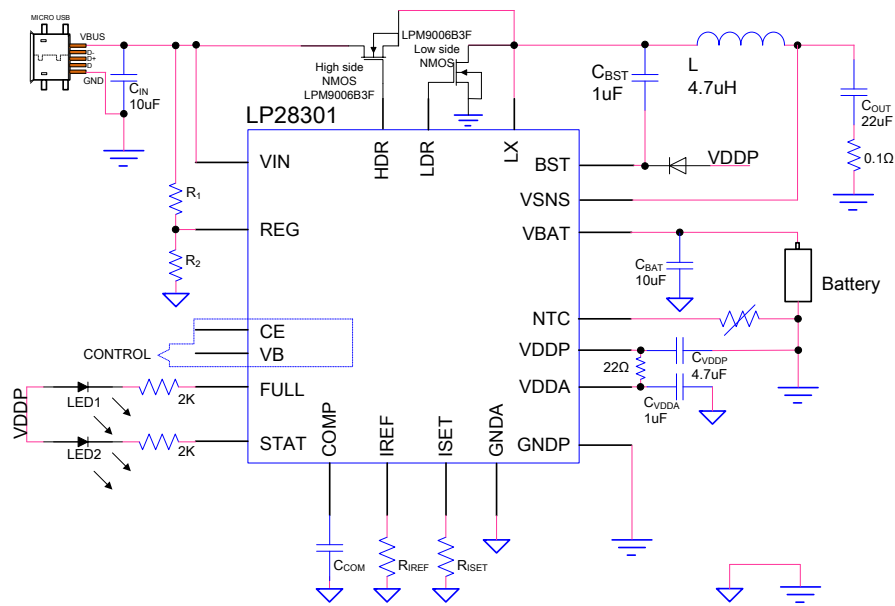 MICRO USB
VBUS
D-
D+
D
GND
C_IN
10uF
LPM9006B3F
Low side
NMOS
High side
NMOS
LPM9006B3F
C_BST
1uF
L
4.7uH
C_OUT
22uF
0.1Ω
LP28301
VIN
HDR
LDR
LX
BST
VDDP
VSNS
R_1
REG
VBAT
R_2
C_BAT
10uF
Battery
CE
VB
CONTROL
NTC
VDDP
22Ω
C_VDDP
4.7uF
VDDA
C_VDDA
1uF
VDDP
LED1
2K
FULL
LED2
2K
STAT
COMP
IREF
ISET
GNDA
GNDP
C_COM
R_IREF
R_ISET